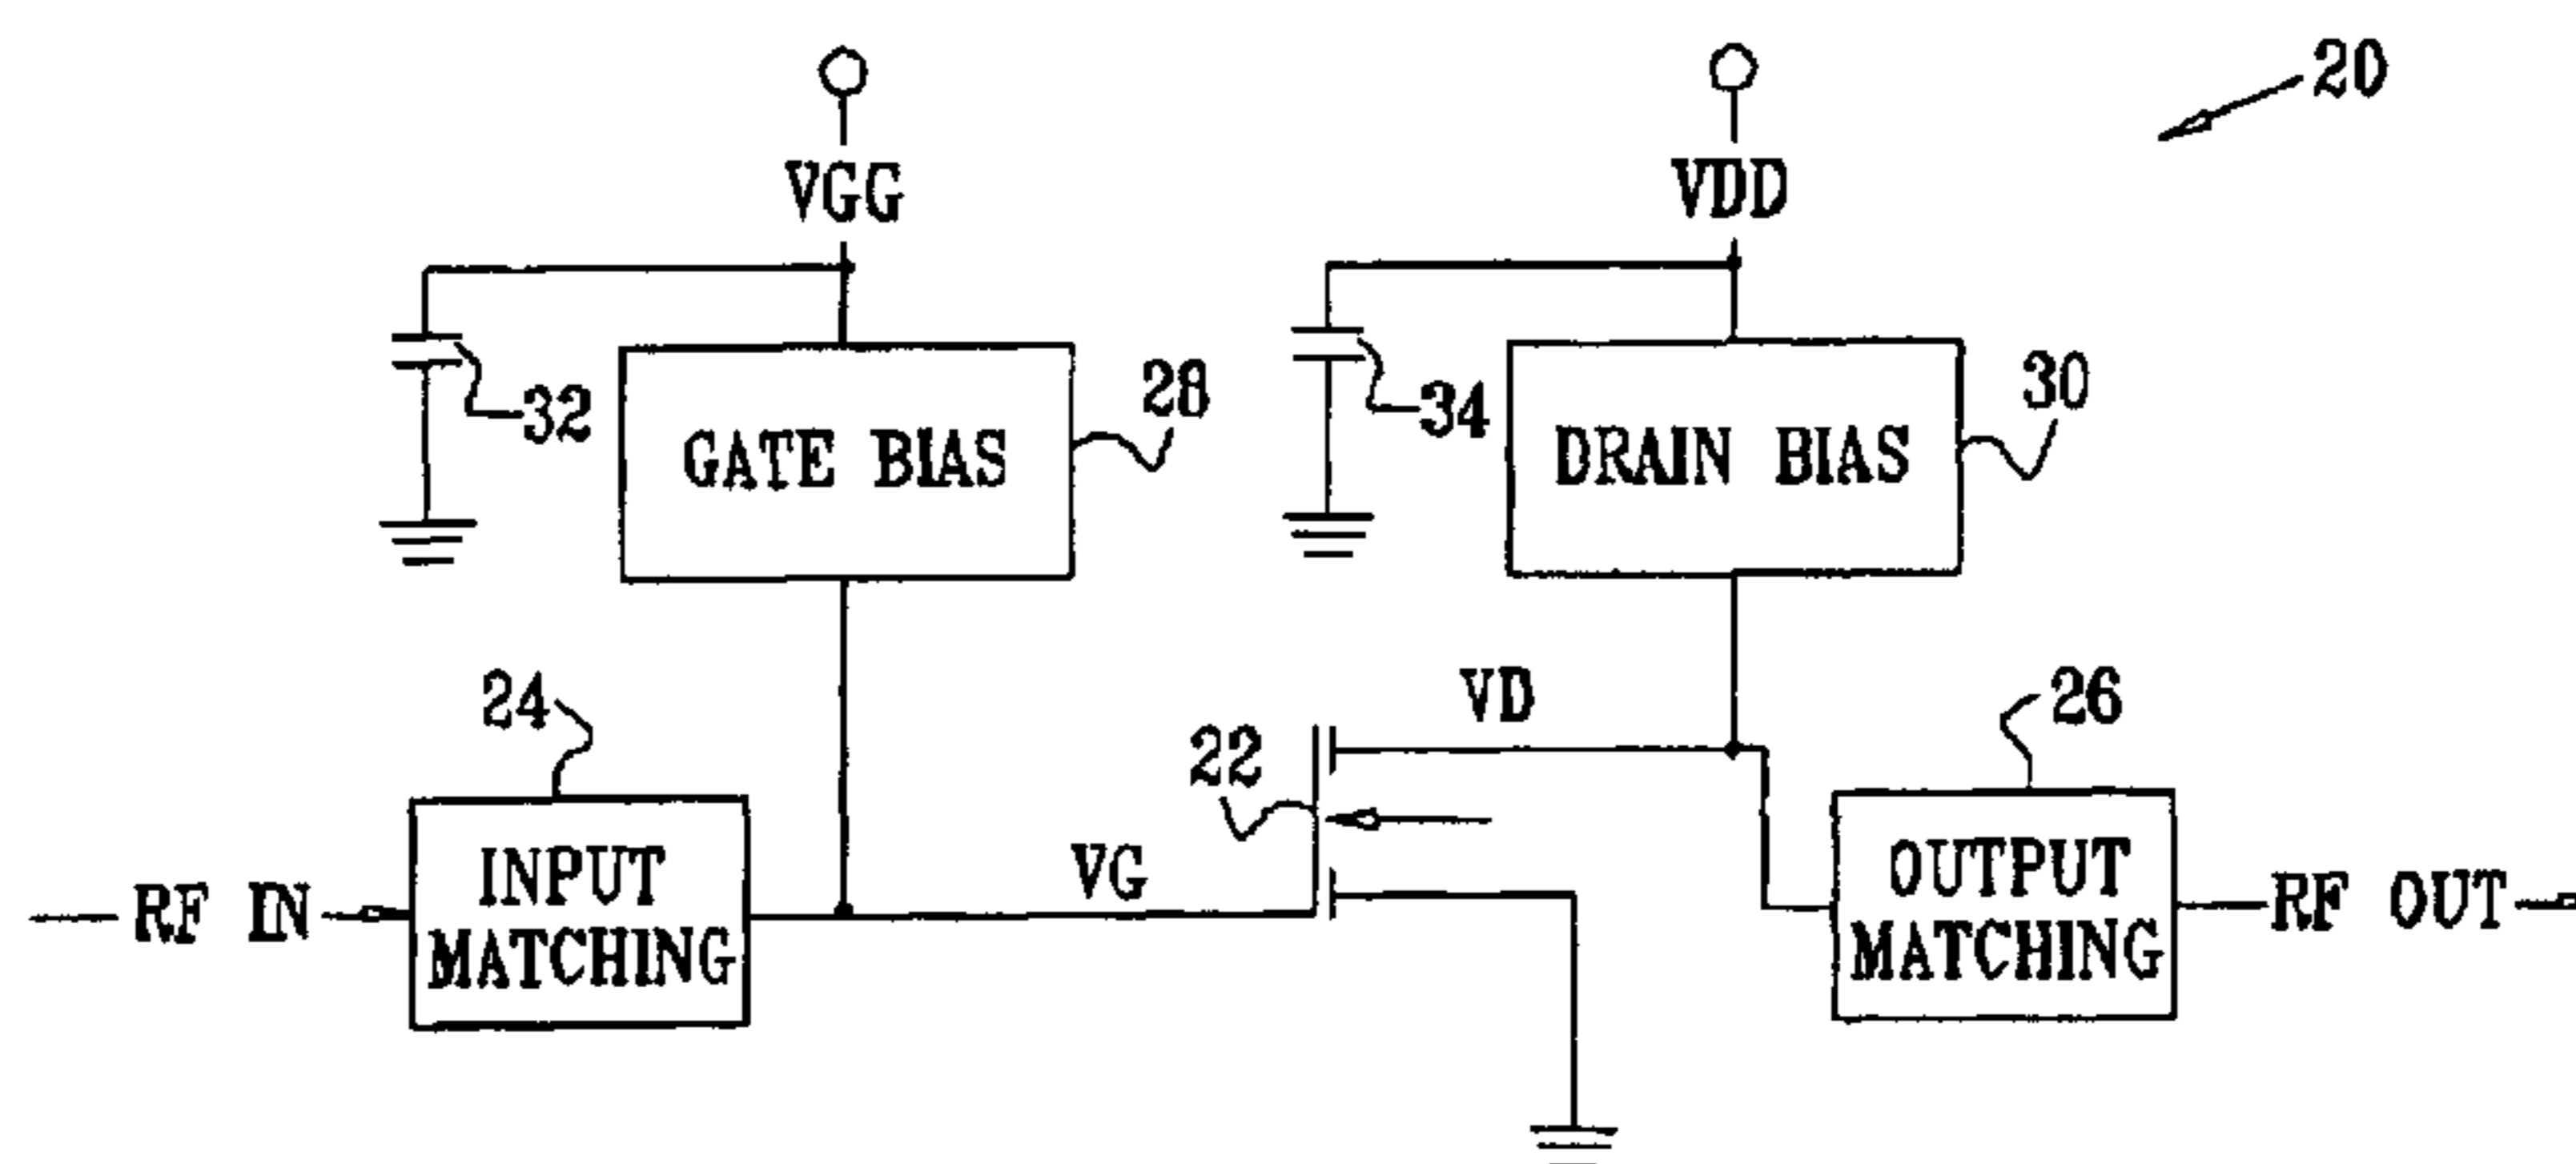 20
VGG
VDD
32
GATE BIAS
28
34
DRAIN BIAS
30
24
22
VD
26
RF IN
INPUT
MATCHING
VG
OUTPUT
MATCHING
RF OUT